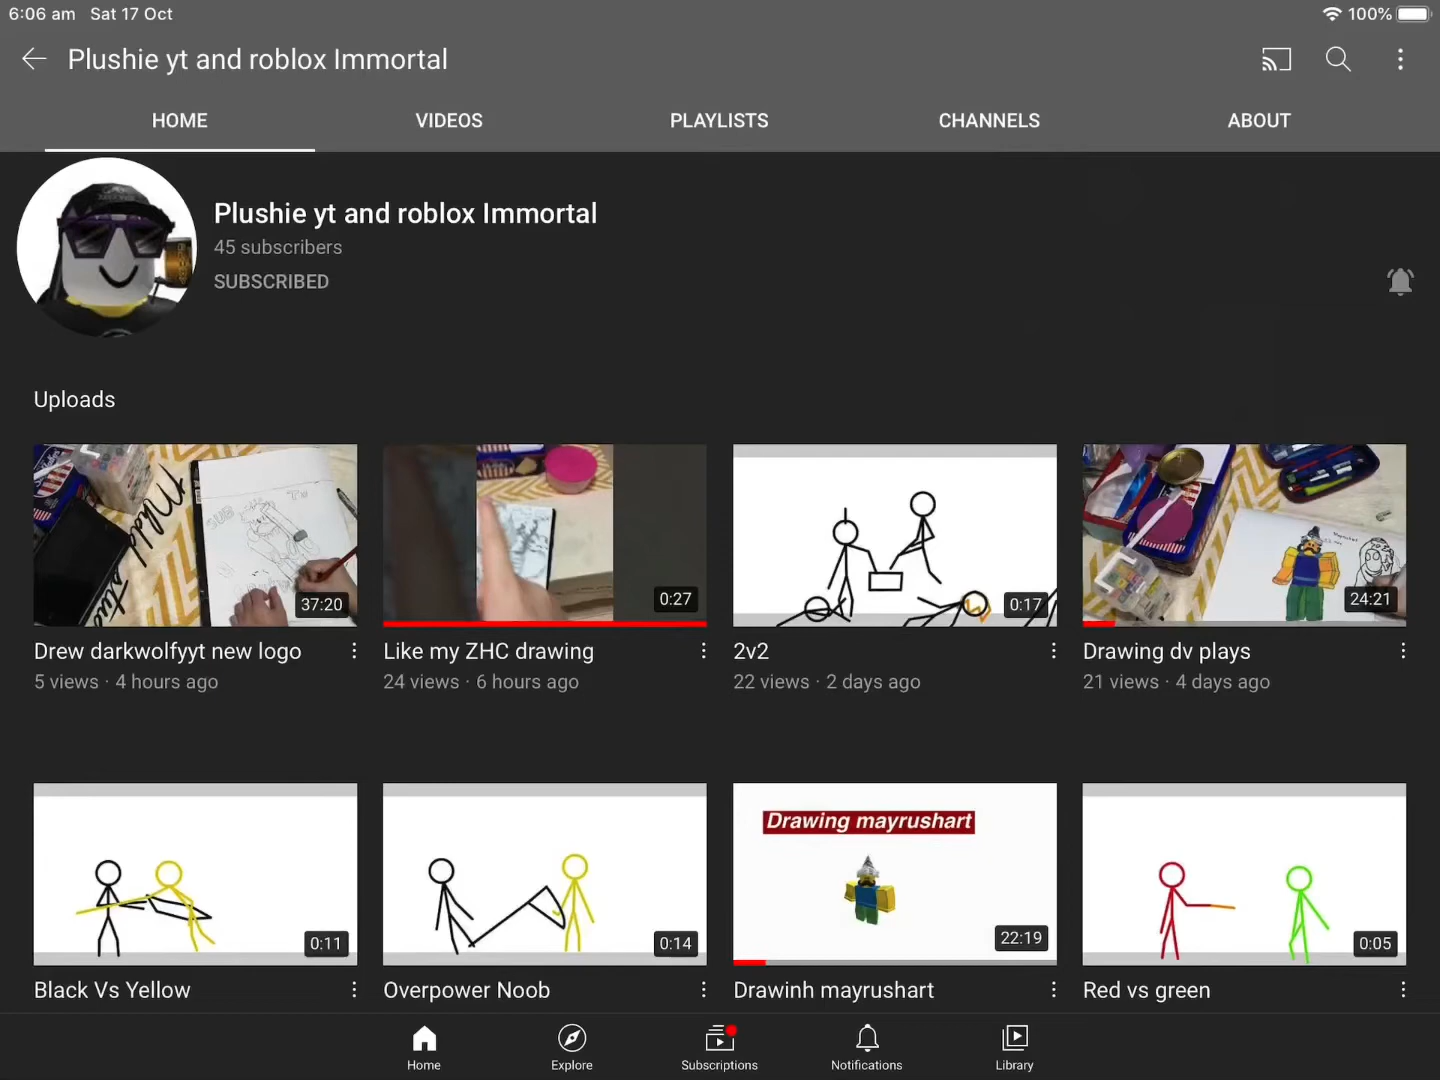 6:06 am Sat 17 Oct 100%
Plushie yt and roblox Immortal
HOME VIDEOS PLAYLISTS CHANNELS ABOUT
Plushie yt and roblox Immortal
45 subscribers
SUBSCRIBED
Uploads
SUB To
37:20 0:27 0:17 24:21
Drew darkwolfyyt new logo Like my ZHC drawing 2v2 Drawing dv plays
5 views · 4 hours ago 24 views · 6 hours ago 22 views · 2 days ago 21 views · 4 days ago
Drawing mayrushart
0:11 0:14 22:19 0:05
Black Vs Yellow Overpower Noob Drawinh mayrushart Red vs green
Home Explore Subscriptions Notifications Library